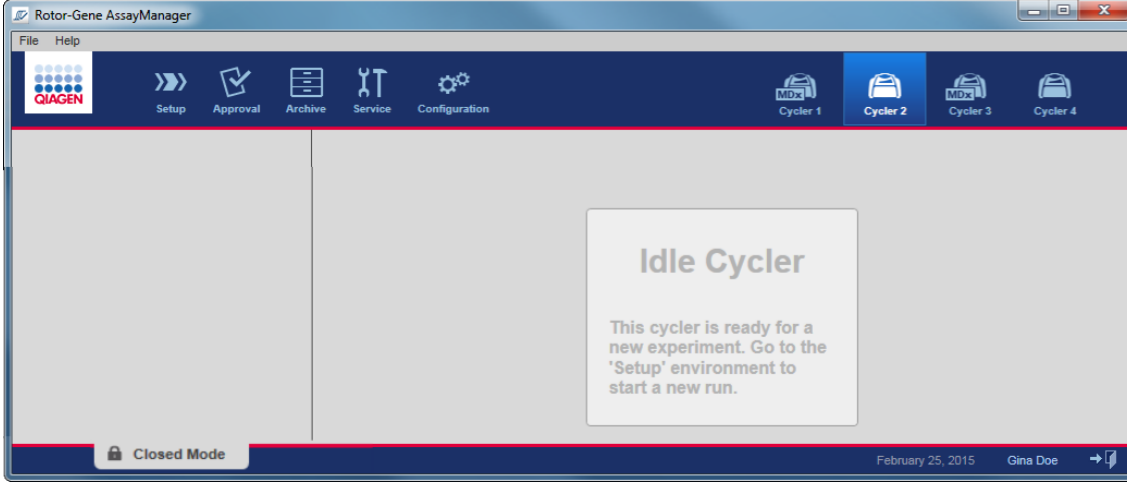 Rotor-Gene AssayManager
File Help
QIAGEN
Setup Approval Archive Service Configuration
MDx MDx
Cycler 1 Cycler 2 Cycler 3 Cycler 4
Idle Cycler
This cycler is ready for a
new experiment. Go to the
'Setup' environment to
start a new run.
Closed Mode
February 25, 2015 Gina Doe